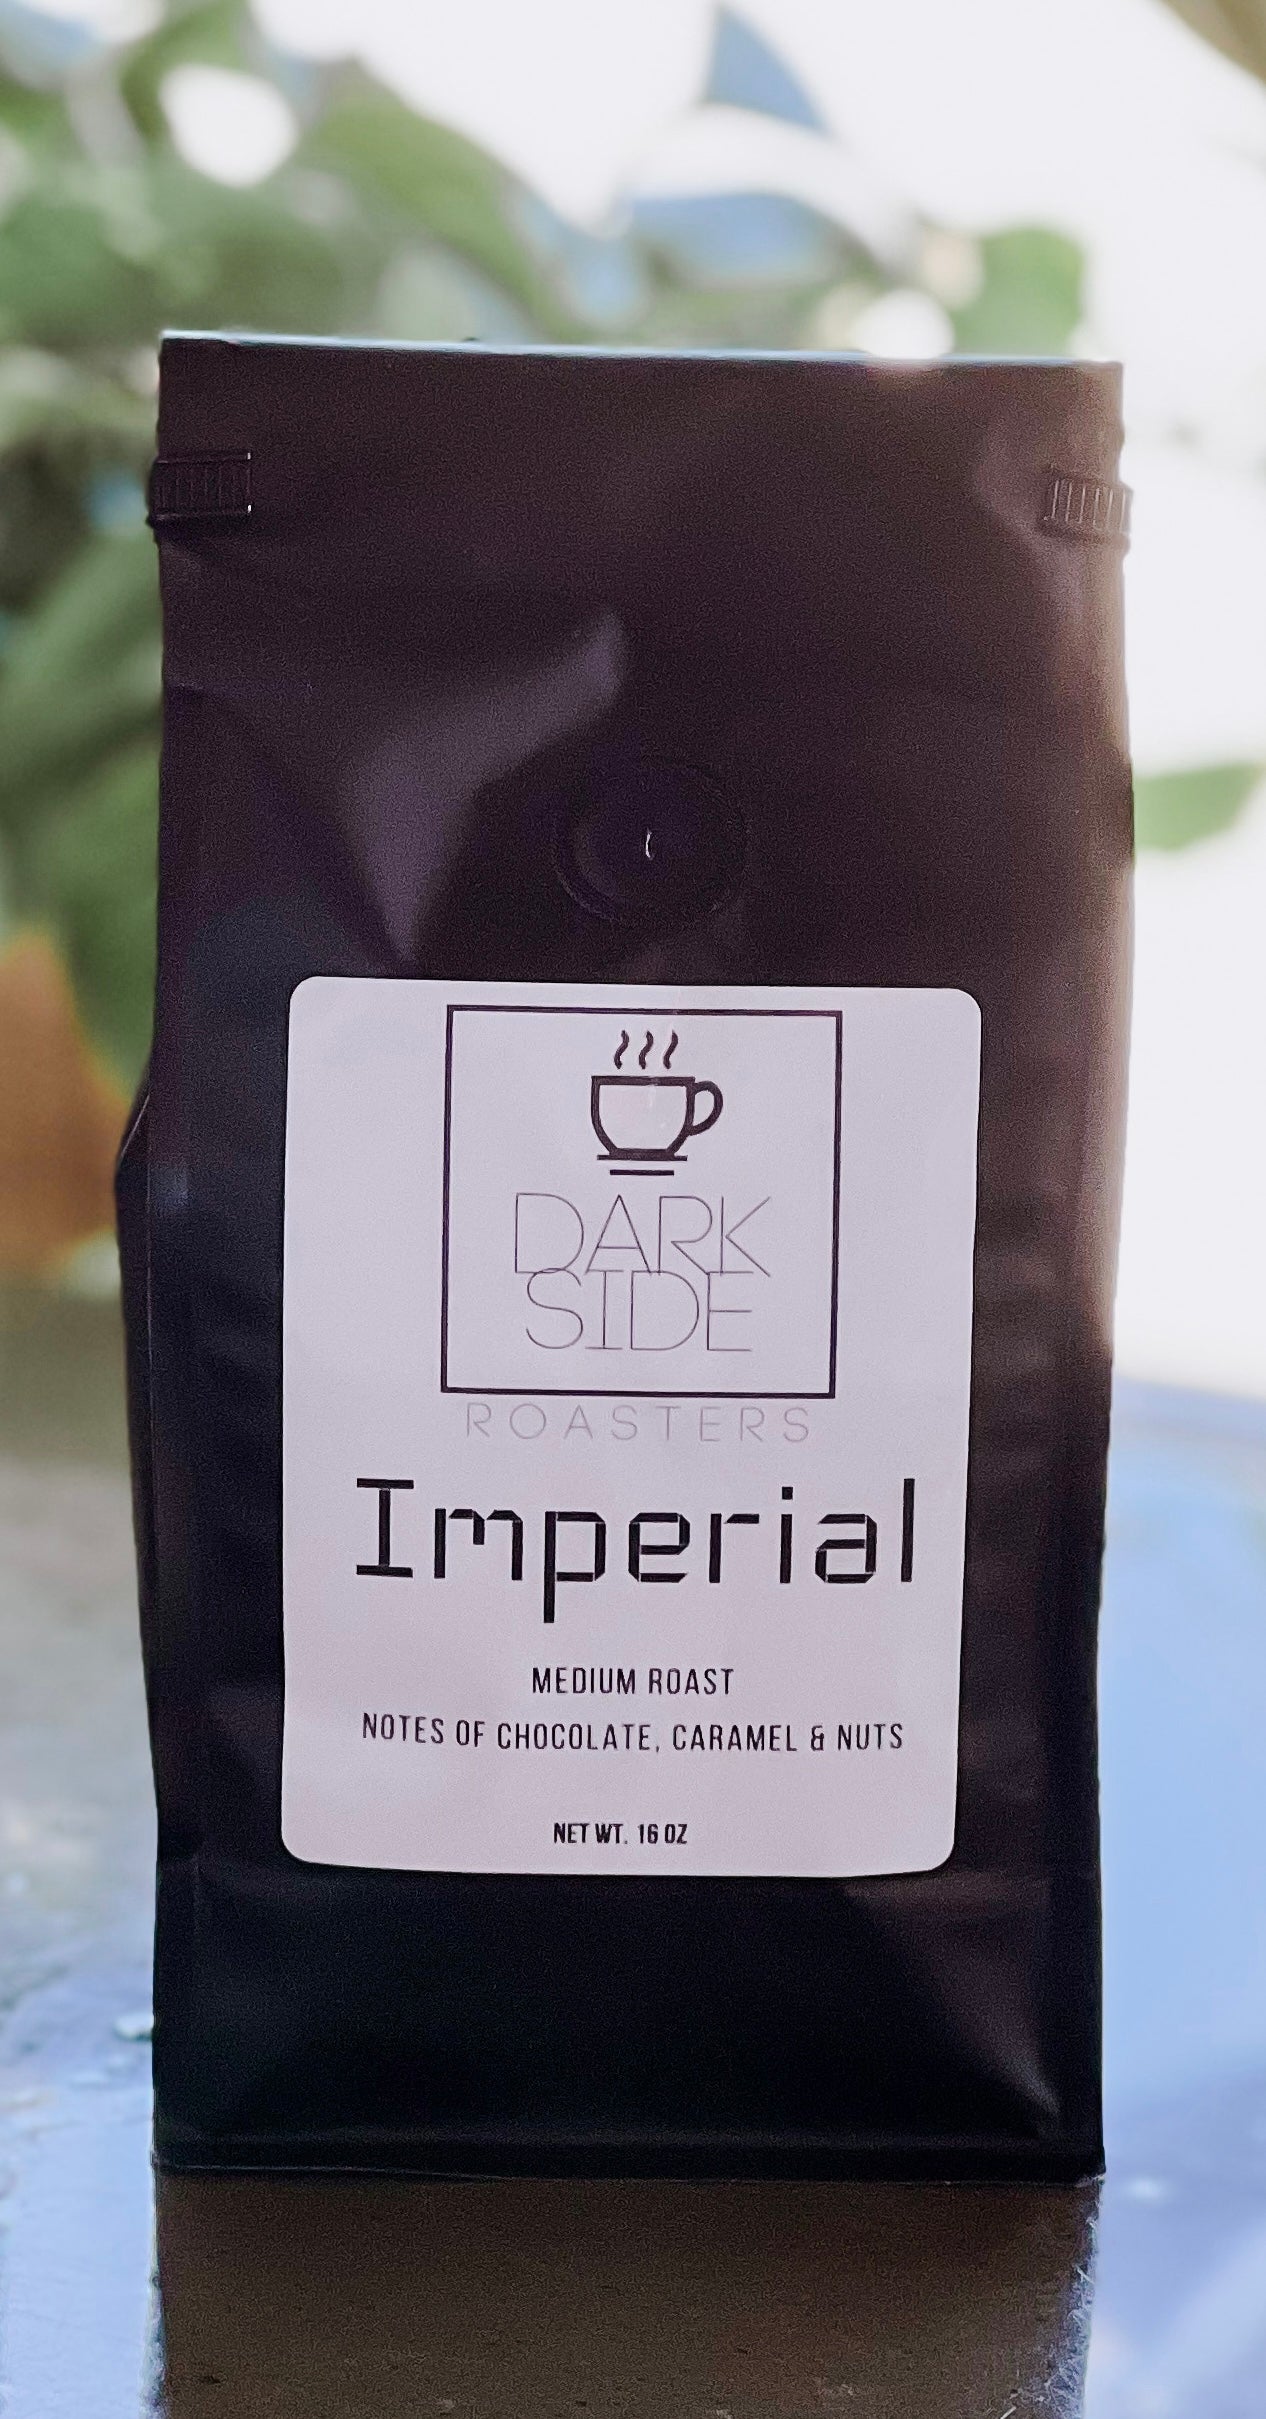 DARK
SIDE
ROASTERS
Imperial
MEDIUM ROAST
NOTES OF CHOCOLATE, CARAMEL & NUTS
NET WT. 16 OZ